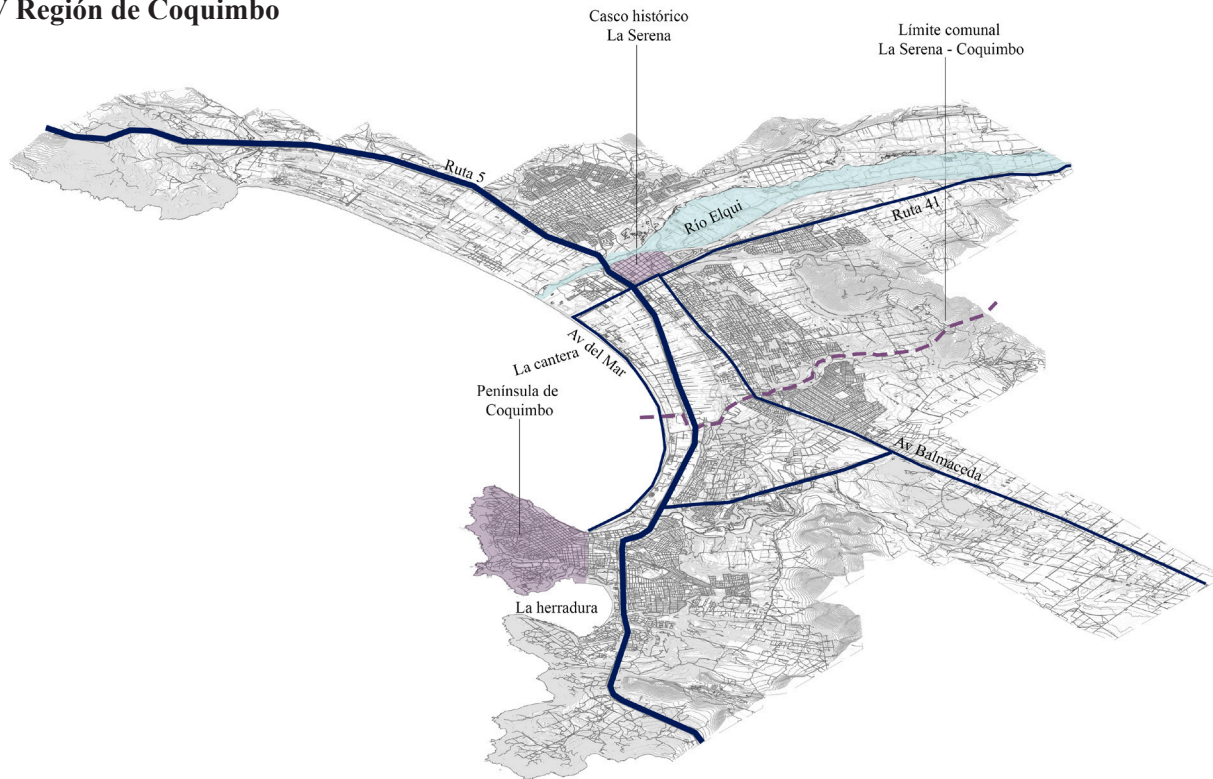 Región de Coquimbo
Casco histórico
La Serena
Límite comunal
La Serena - Coquimbo
Ruta 5
Río Elqui
Ruta 41
Av del Mar
La cantera
Península de
Coquimbo
Av Balmaceda
La herradura